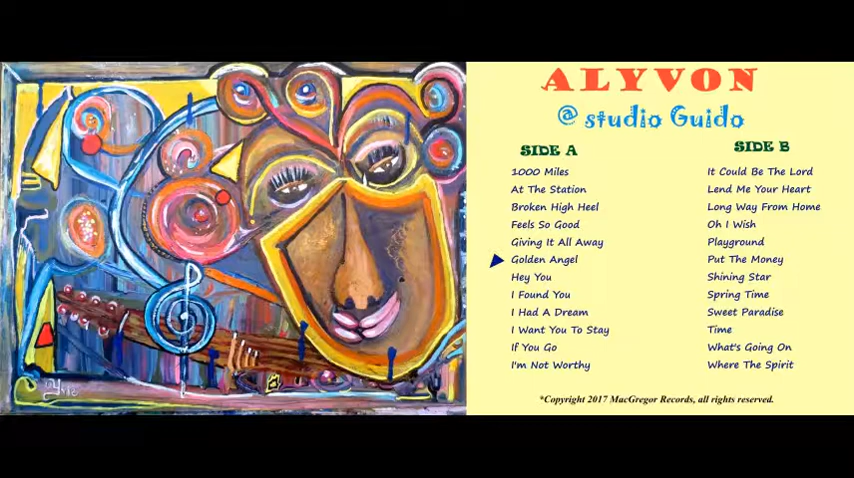 ALYVON
@ studio Guido
SIDE A
1000 Miles
At The Station
Broken High Heel
Feels So Good
Giving It All Away
Golden Angel
Hey You
I Found You
I Had A Dream
I Want You To Stay
If You Go
I'm Not Worthy
SIDE B
It Could Be The Lord
Lend Me Your Heart
Long Way From Home
Oh I Wish
Playground
Put The Money
Shining Star
Spring Time
Sweet Paradise
Time
What's Going On
Where The Spirit
*Copyright 2017 MacGregor Records, all rights reserved.